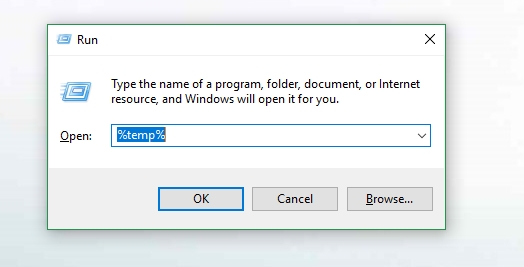 Run
Type the name of a program, folder, document, or Internet
resource, and Windows will open it for you.
Open: %temp%
OK Cancel Browse...